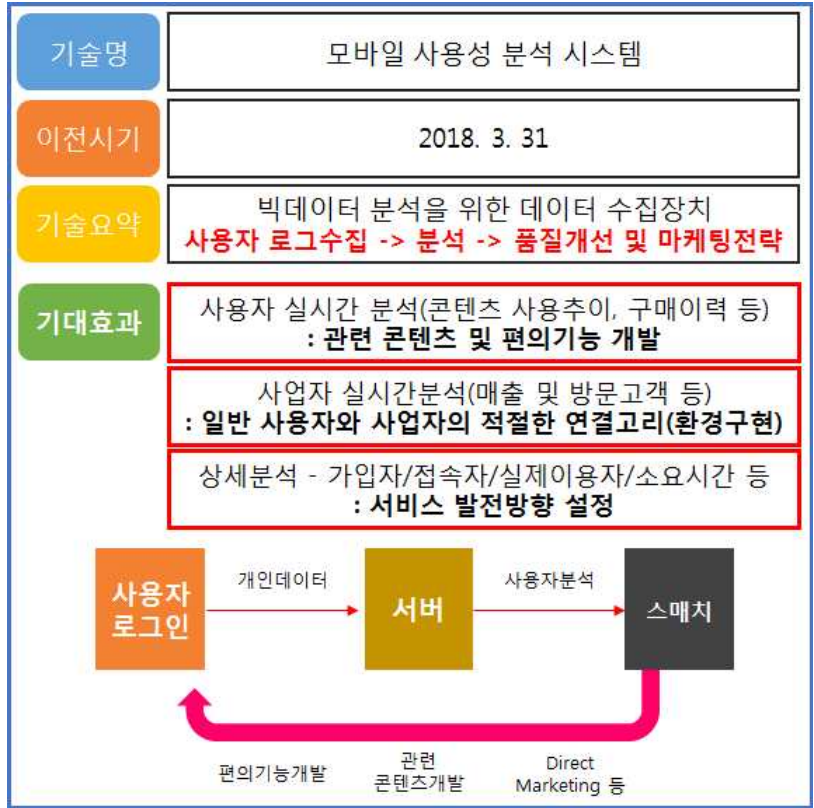 기술명
모바일 사용성 분석 시스템
이전시기
2018. 3. 31
기술요약
빅데이터 분석을 위한 데이터 수집장치
사용자 로그수집 -> 분석 -> 품질개선 및 마케팅전략
기대효과
사용자 실시간 분석(콘텐츠 사용추이, 구매이력 등)
: 관련 콘텐츠 및 편의기능 개발
사업자 실시간분석(매출 및 방문고객 등)
: 일반 사용자와 사업자의 적절한 연결고리(환경구현)
상세분석 - 가입자/접속자/실제이용자/소요시간 등
: 서비스 발전방향 설정
사용자
로그인
개인데이터
서버
사용자분석
스매치
편의기능개발
관련
콘텐츠개발
Direct
Marketing 등